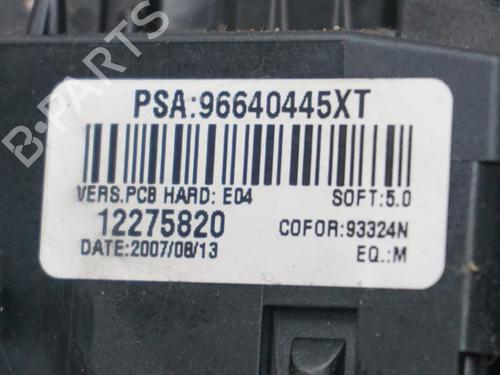 B-PARTS
PSA:96640445XT
VERS.PCB HARD: E04 SOFT:5.0
12275820 COFOR:93324N
DATE:2007/08/13 EQ.:M